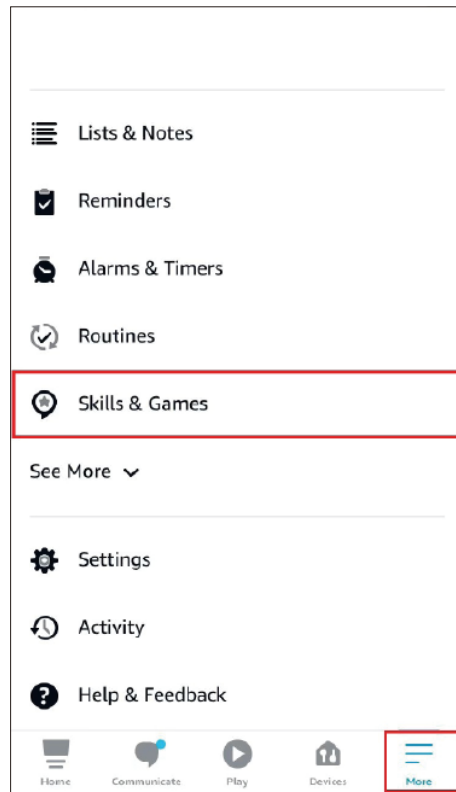 Lists & Notes
Reminders
Alarms & Timers
Routines
Skills & Games
See More
Settings
Activity
Help & Feedback
Home Communicate Play Devices More